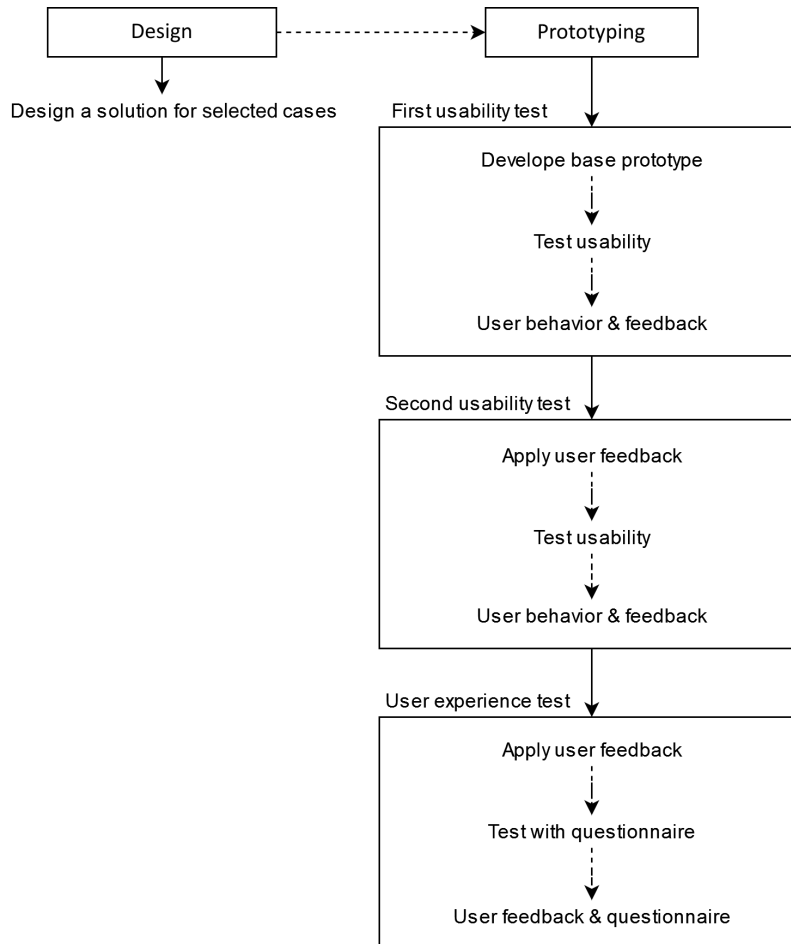 Design
Prototyping
Design a solution for selected cases
First usability test
Develope base prototype
Test usability
User behavior & feedback
Second usability test
Apply user feedback
Test usability
User behavior & feedback
User experience test
Apply user feedback
Test with questionnaire
User feedback & questionnaire